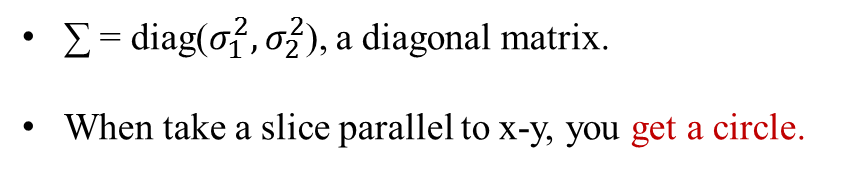 • ∑ = diag(σ₁², σ₂²), a diagonal matrix.
• When take a slice parallel to x-y, you get a circle.